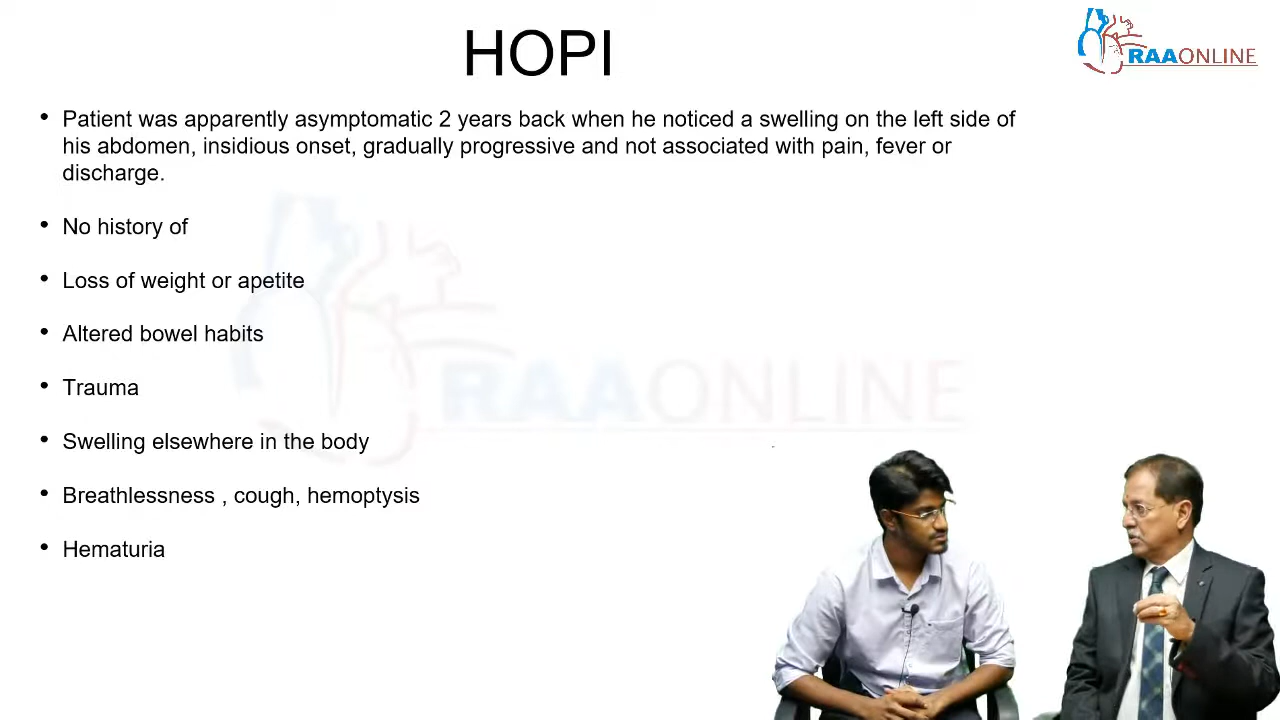 HOPI
RAAONLINE
• Patient was apparently asymptomatic 2 years back when he noticed a swelling on the left side of
his abdomen, insidious onset, gradually progressive and not associated with pain, fever or
discharge.
• No history of
• Loss of weight or apetite
• Altered bowel habits
• Trauma
• Swelling elsewhere in the body
• Breathlessness , cough, hemoptysis
• Hematuria
RAAONLINE